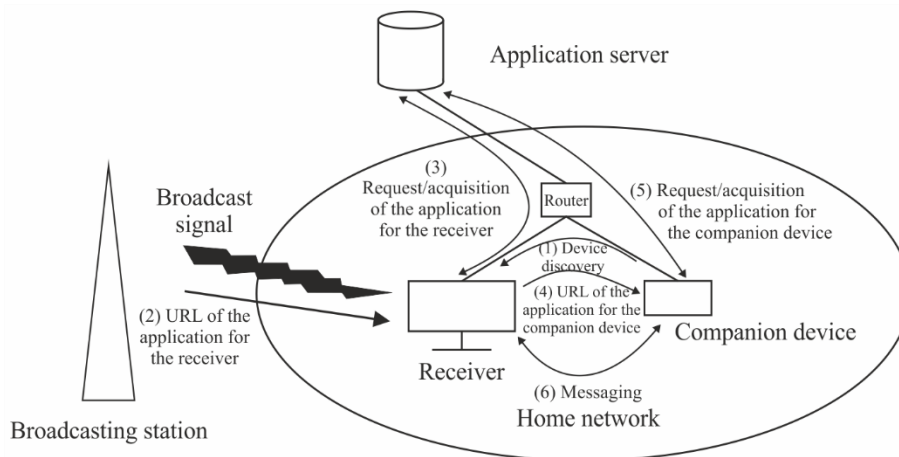 Application server
(3)
Request/acquisition
of the application
for the receiver
Router
(5) Request/acquisition
of the application for
the companion device
Broadcast
signal
(1) Device
discovery
(2) URL of the
application for
the receiver
(4) URL of the
application for the
companion device
Companion device
Receiver
(6) Messaging
Home network
Broadcasting station